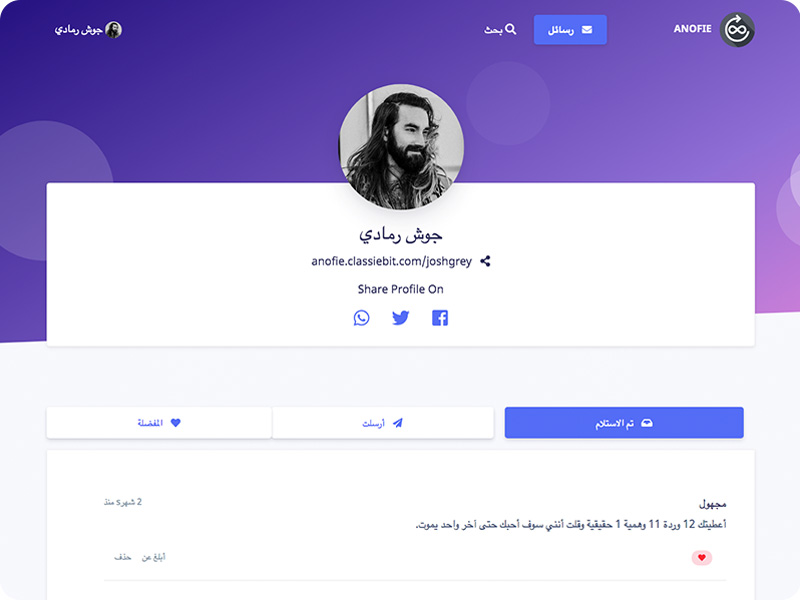 ANOFIE
رسائل
بحث
جوش رمادي
جوش رمادي
anofie.classiebit.com/joshgrey
Share Profile On
تم الاستلام
أرسلت
المفضلة
مجهول
2 شهرs منذ
أعطيتك 12 وردة 11 وهمية 1 حقيقية وقلت أنني سوف أحبك حتى آخر واحد يموت.
أبلغ عن
حذف